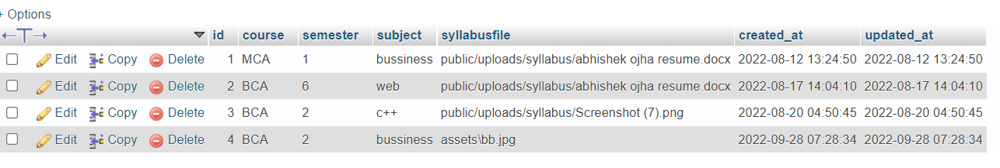 + Options
←T→ id course semester subject syllabusfile created_at updated_at
Edit Copy Delete 1 MCA 1 bussiness public/uploads/syllabus/abhishek ojha resume.docx 2022-08-12 13:24:50 2022-08-12 13:24:50
Edit Copy Delete 2 BCA 6 web public/uploads/syllabus/abhishek ojha resume.docx 2022-08-17 14:04:10 2022-08-17 14:04:10
Edit Copy Delete 3 BCA 2 c++ public/uploads/syllabus/Screenshot (7).png 2022-08-20 04:50:45 2022-08-20 04:50:45
Edit Copy Delete 4 BCA 2 bussiness assets\bb.jpg 2022-09-28 07:28:34 2022-09-28 07:28:34